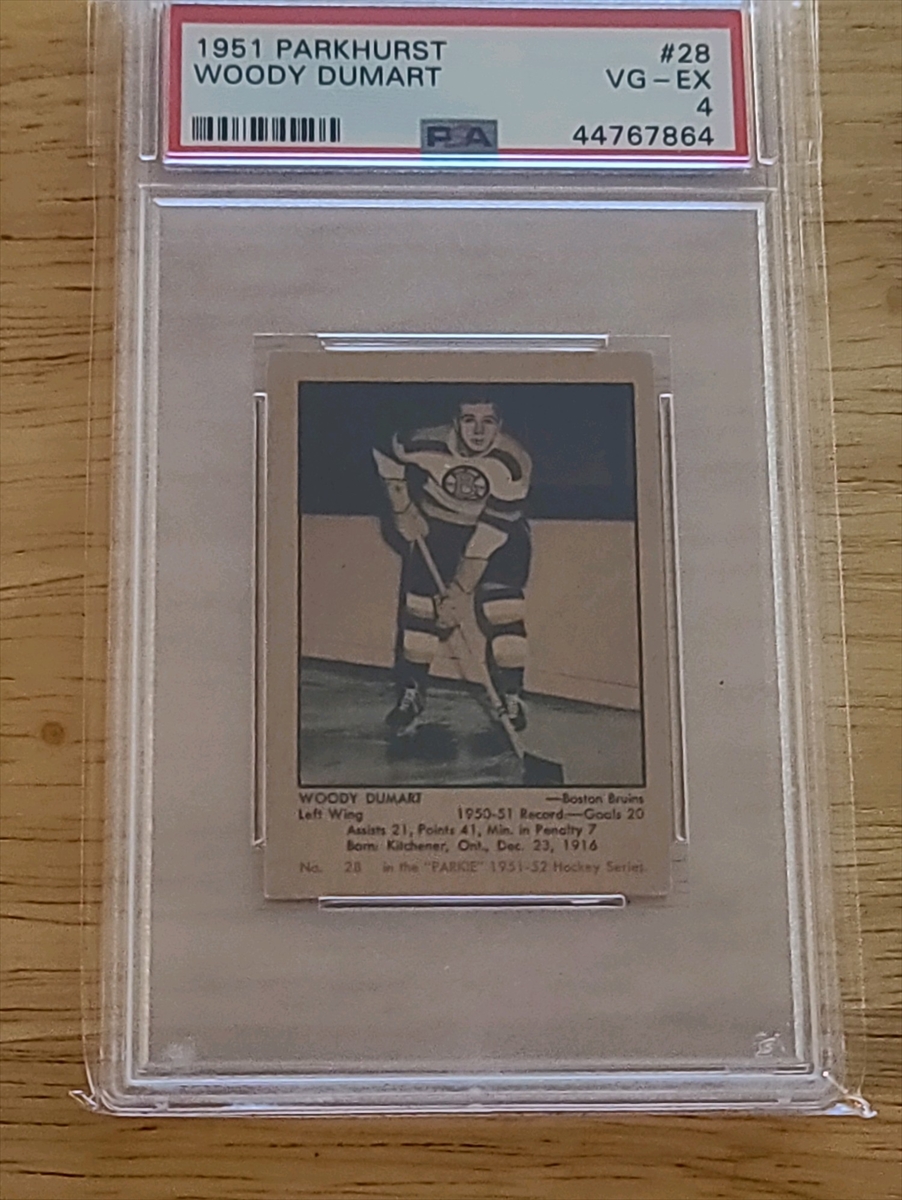 1951 PARKHURST #28
WOODY DUMART VG-EX
4
PSA 44767864
B
WOODY DUMART —Boston Bruins
Left Wing 1950-51 Record—Goals 20
Assists 21, Points 41, Min. in Penalty 7
Born: Kitchener, Ont., Dec. 23, 1916
No. 28 in the "PARKIE" 1951-52 Hockey Series.